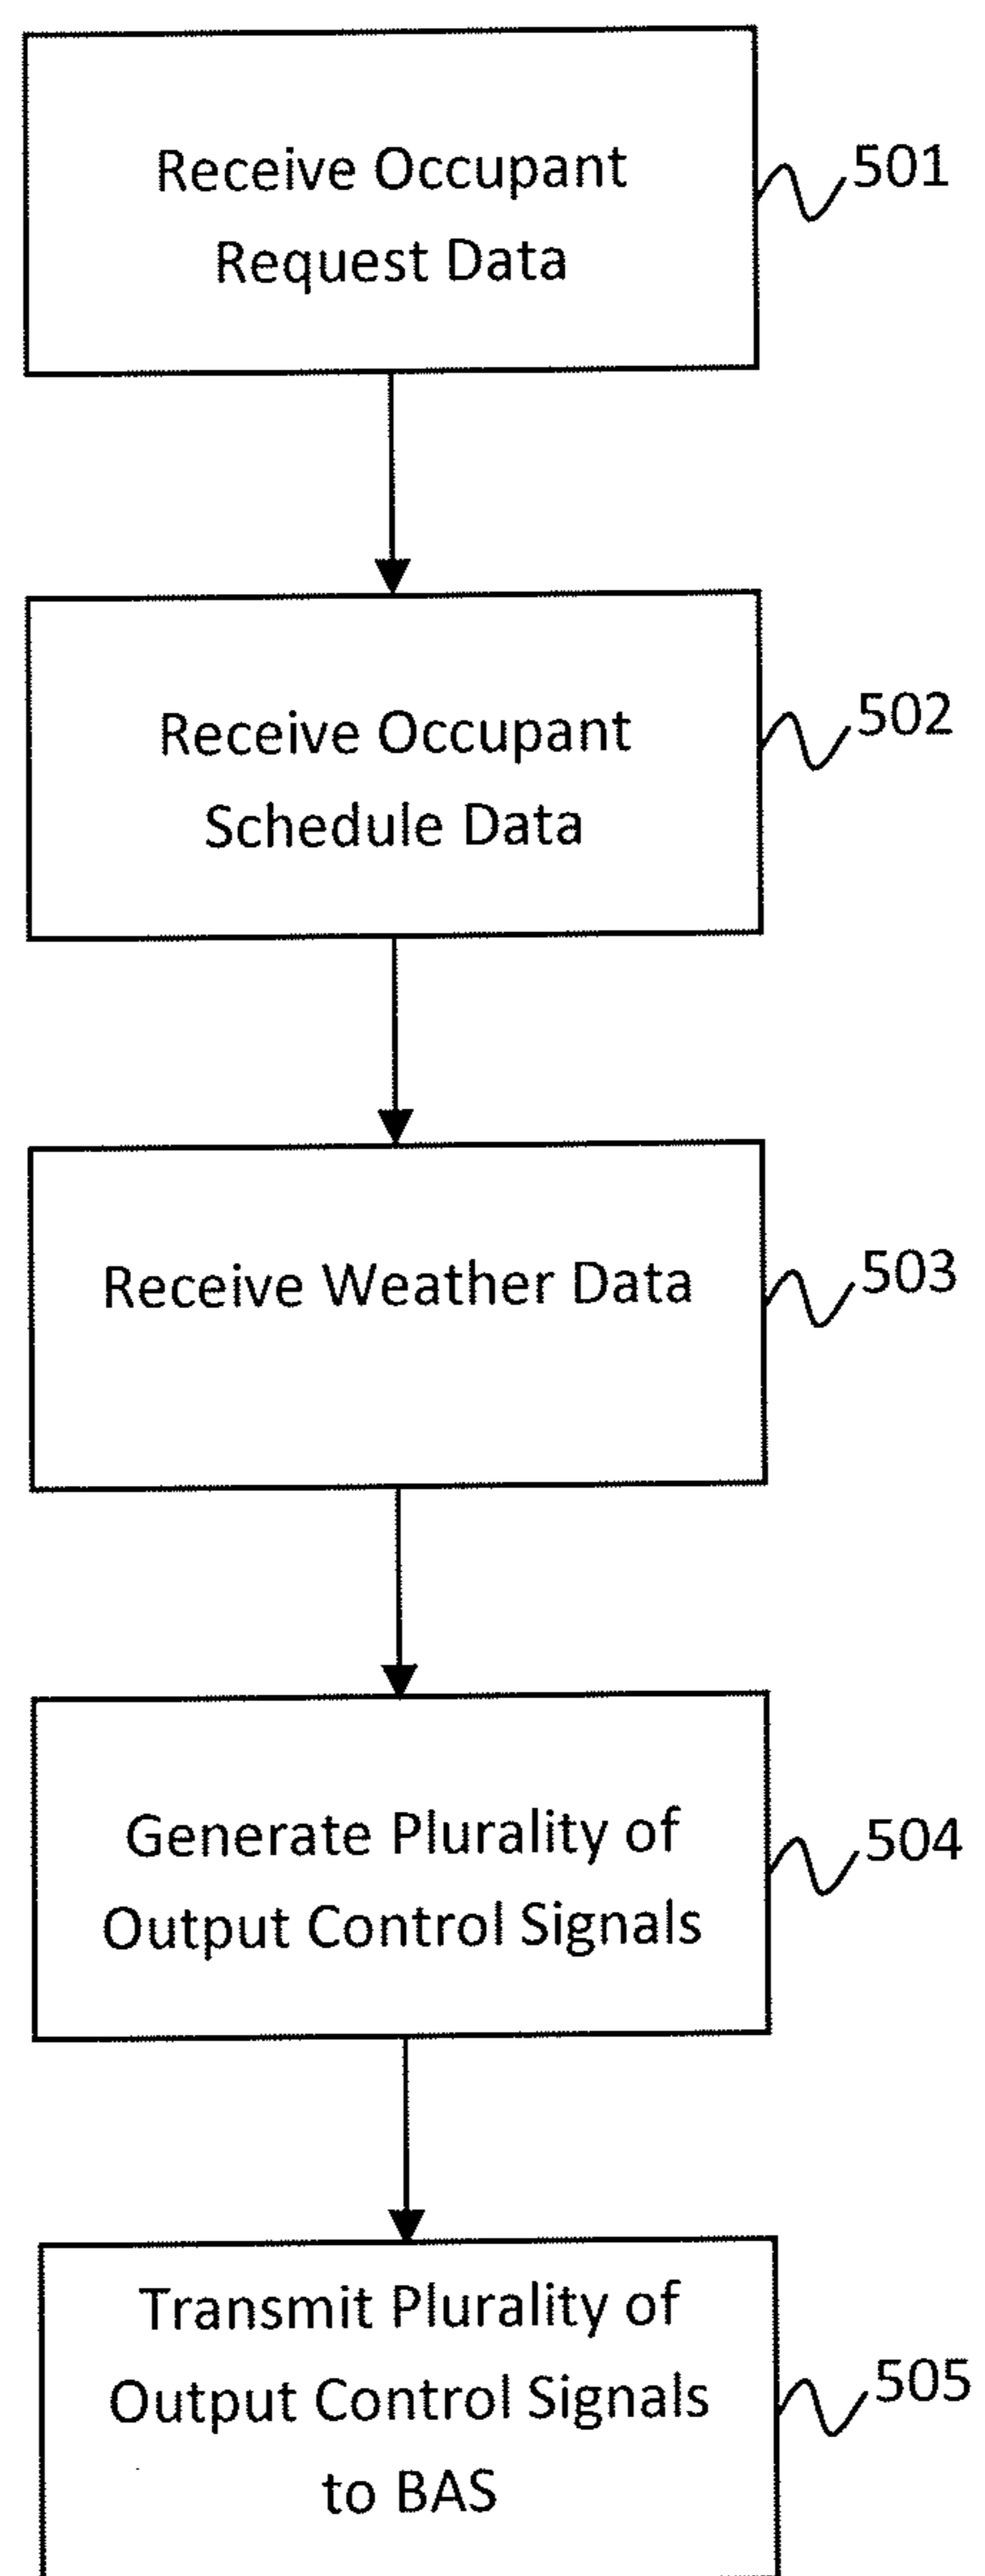 Receive Occupant
Request Data
501
Receive Occupant
Schedule Data
502
Receive Weather Data
503
Generate Plurality of
Output Control Signals
504
Transmit Plurality of
Output Control Signals
to BAS
505